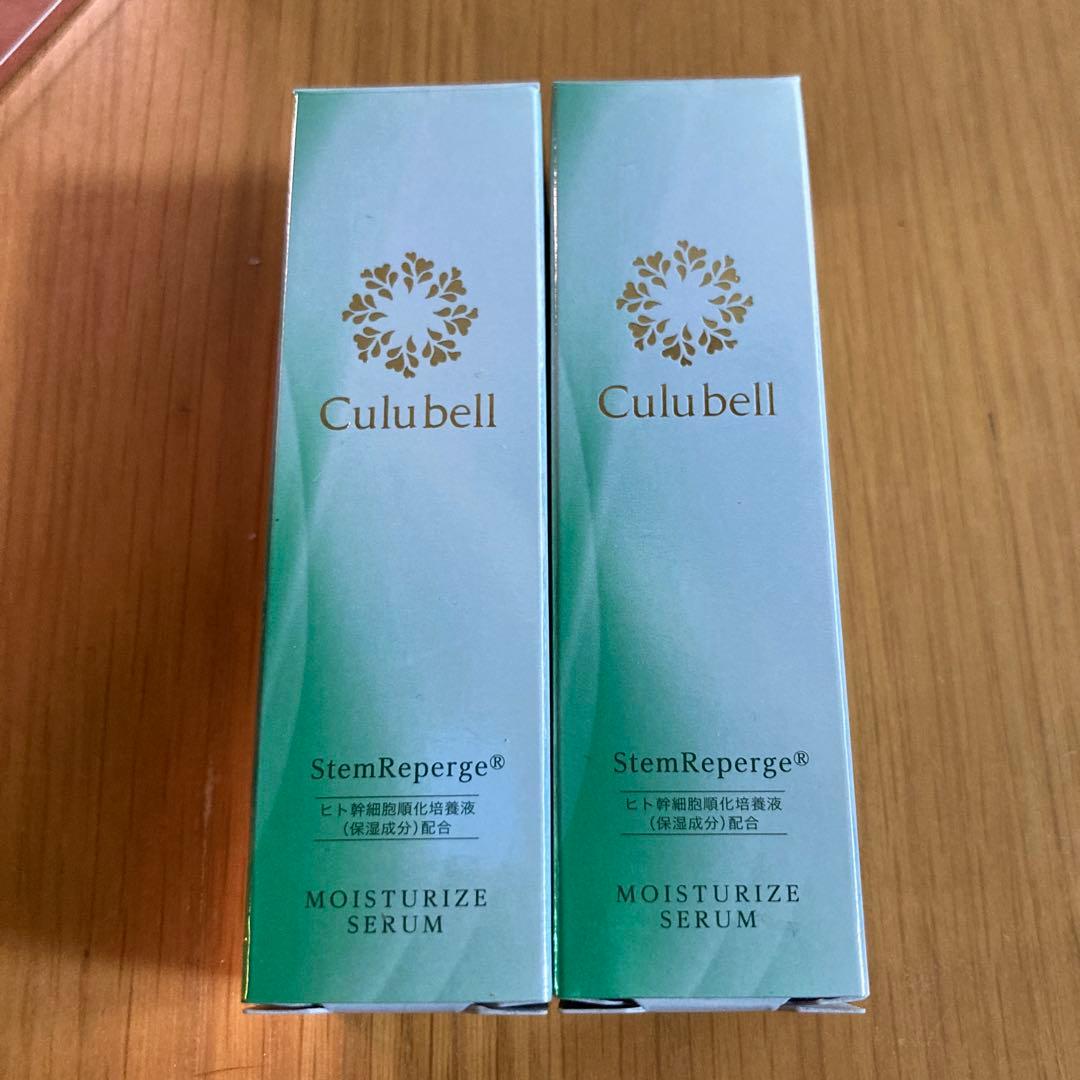 Culubell
StemReperge®
ヒト幹細胞順化培養液
（保湿成分）配合
MOISTURIZE
SERUM
Culubell
StemReperge®
ヒト幹細胞順化培養液
（保湿成分）配合
MOISTURIZE
SERUM